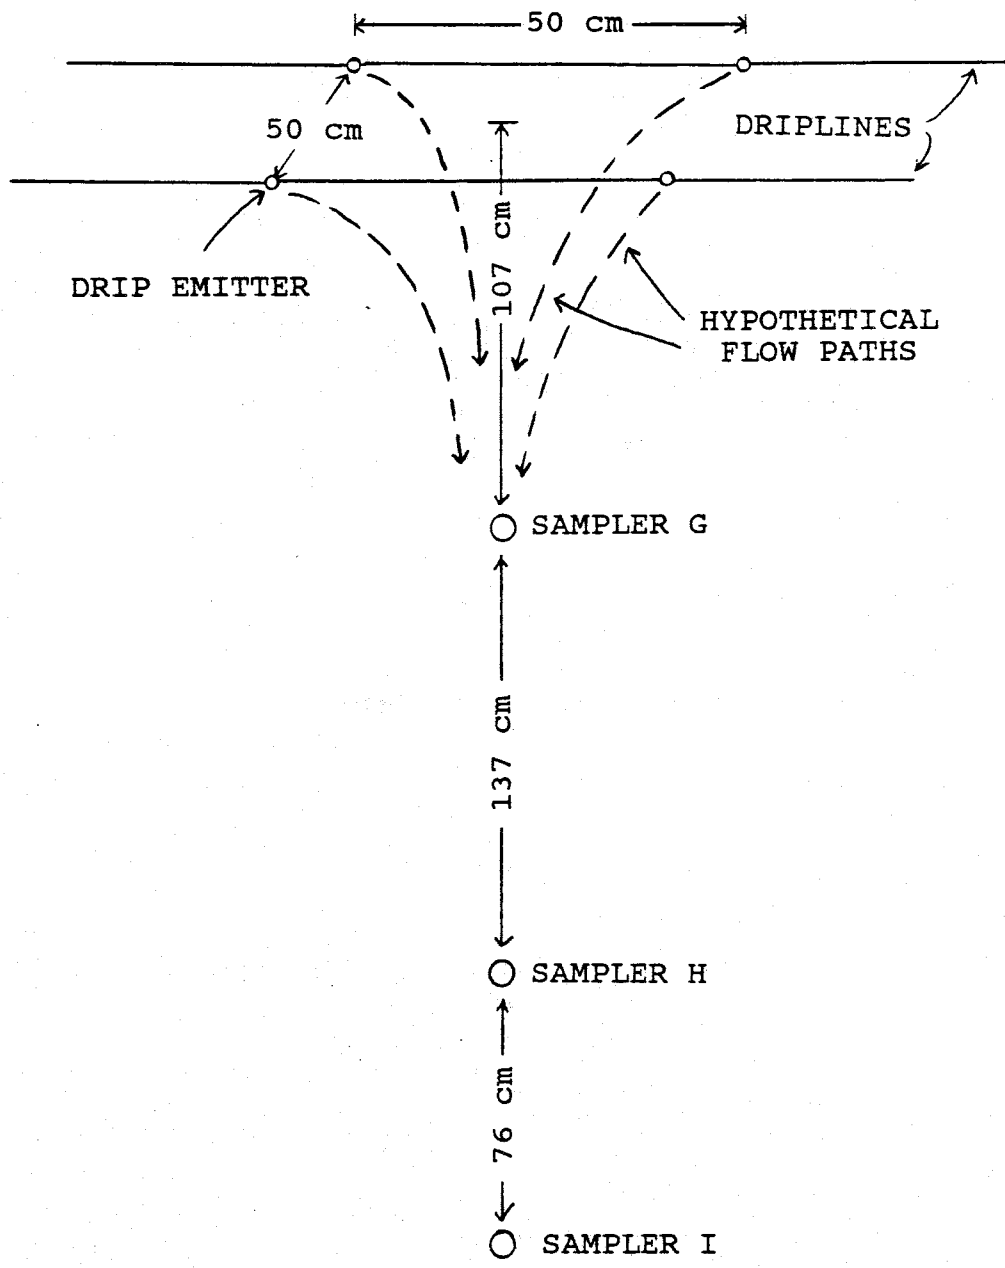 50 cm
50 cm
DRIPLINES
107 cm
DRIP EMITTER
HYPOTHETICAL
FLOW PATHS
SAMPLER G
137 cm
SAMPLER H
76 cm
SAMPLER I